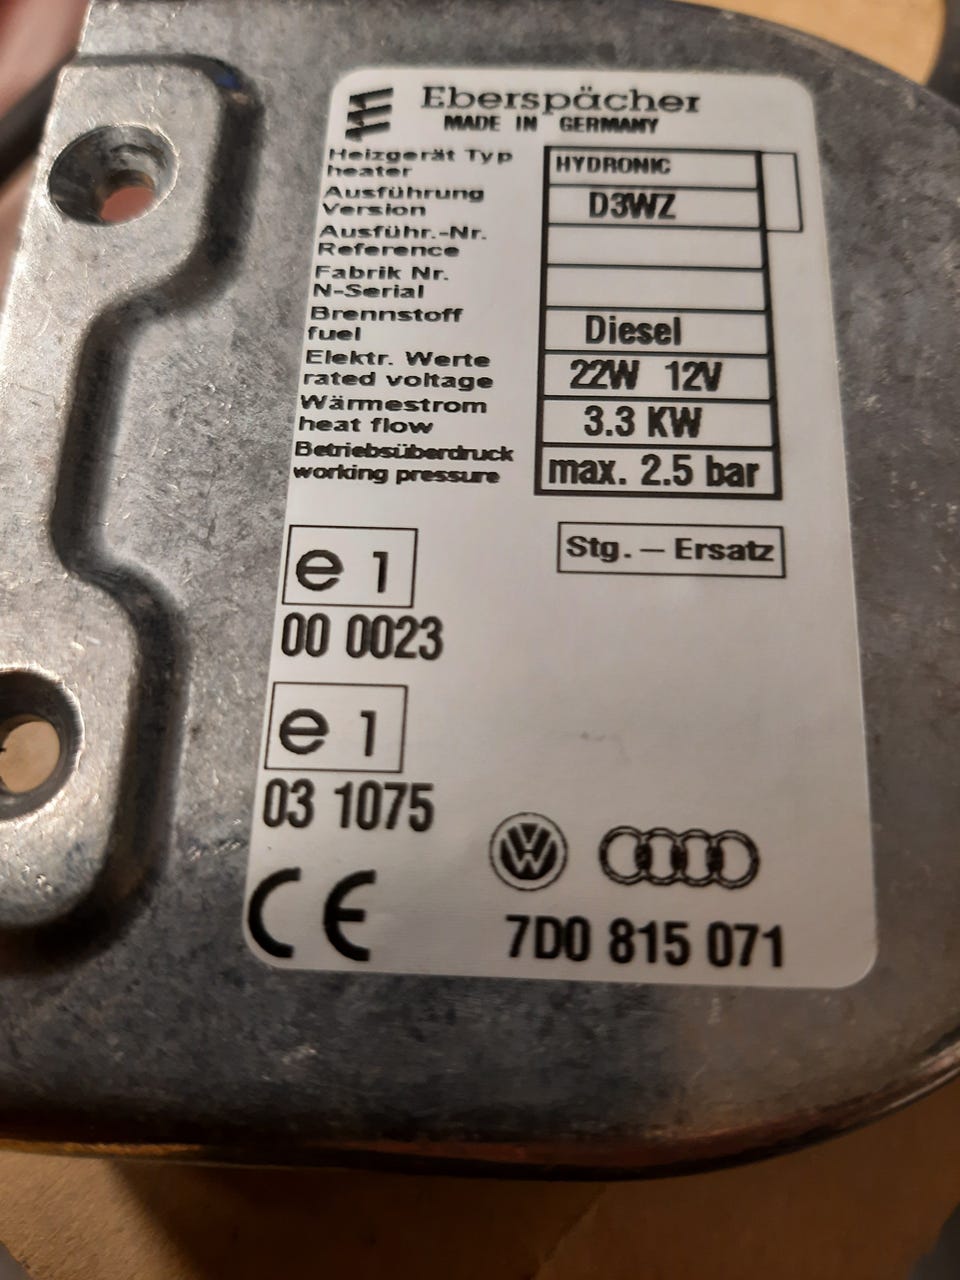 Eberspächer
MADE IN GERMANY
Heizgerät Typ
heater
HYDRONIC
Ausführung
Version
D3WZ
Ausführ.-Nr.
Reference
Fabrik Nr.
N-Serial
Brennstoff
fuel
Diesel
Elektr. Werte
rated voltage
22W 12V
Wärmestrom
heat flow
3.3 KW
Betriebsüberdruck
working pressure
max. 2.5 bar
Stg. – Ersatz
e 1
00 0023
e 1
03 1075
CE
VW
7D0 815 071